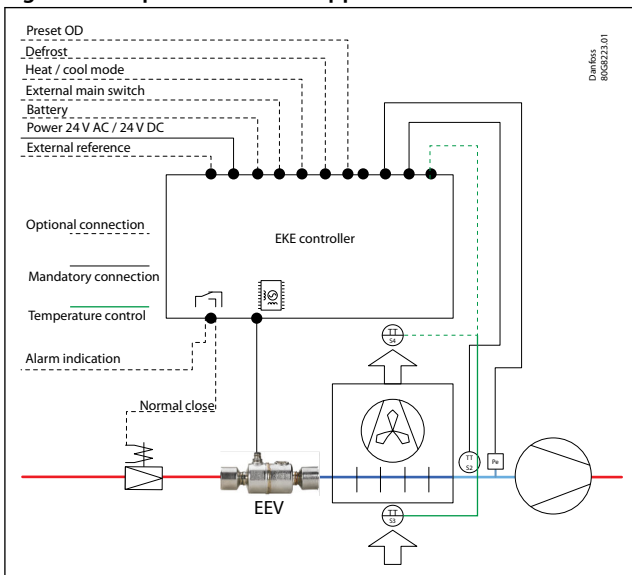 Preset OD
Defrost
Heat / cool mode
External main switch
Battery
Power 24 V AC / 24 V DC
External reference
Danfoss
80G8223.01
EKE controller
Optional connection
Mandatory connection
Temperature control
Alarm indication
Normal close
TT
S4
TT
S2
Pe
EEV
TT
S3